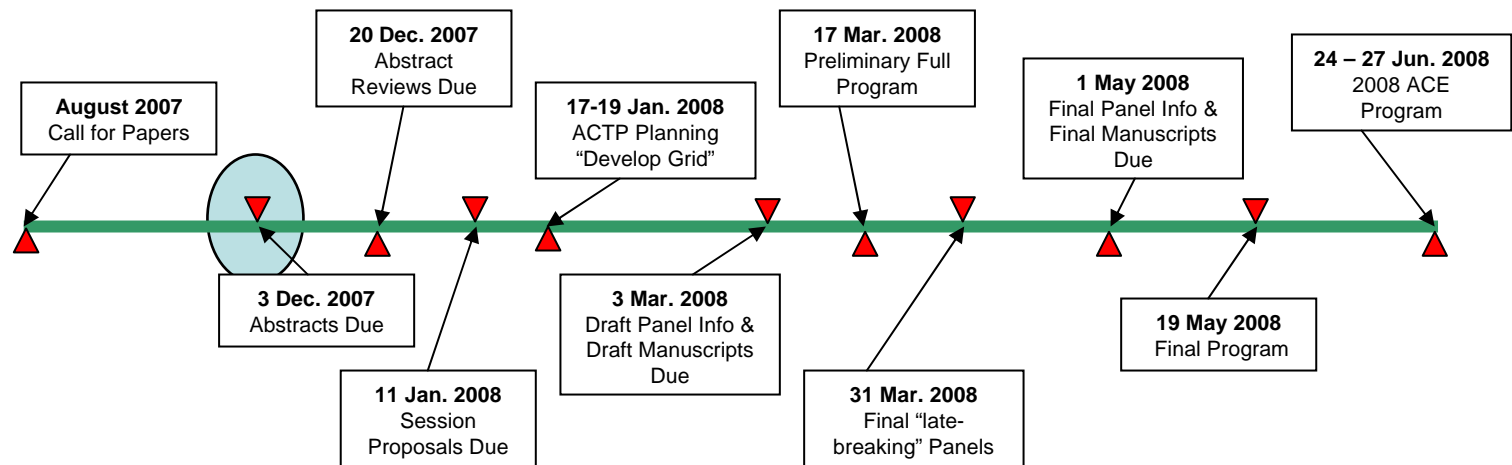 August 2007
Call for Papers
3 Dec. 2007
Abstracts Due
20 Dec. 2007
Abstract
Reviews Due
11 Jan. 2008
Session
Proposals Due
17-19 Jan. 2008
ACTP Planning
“Develop Grid”
3 Mar. 2008
Draft Panel Info &
Draft Manuscripts
Due
17 Mar. 2008
Preliminary Full
Program
31 Mar. 2008
Final “late-
breaking” Panels
1 May 2008
Final Panel Info &
Final Manuscripts
Due
19 May 2008
Final Program
24 – 27 Jun. 2008
2008 ACE
Program